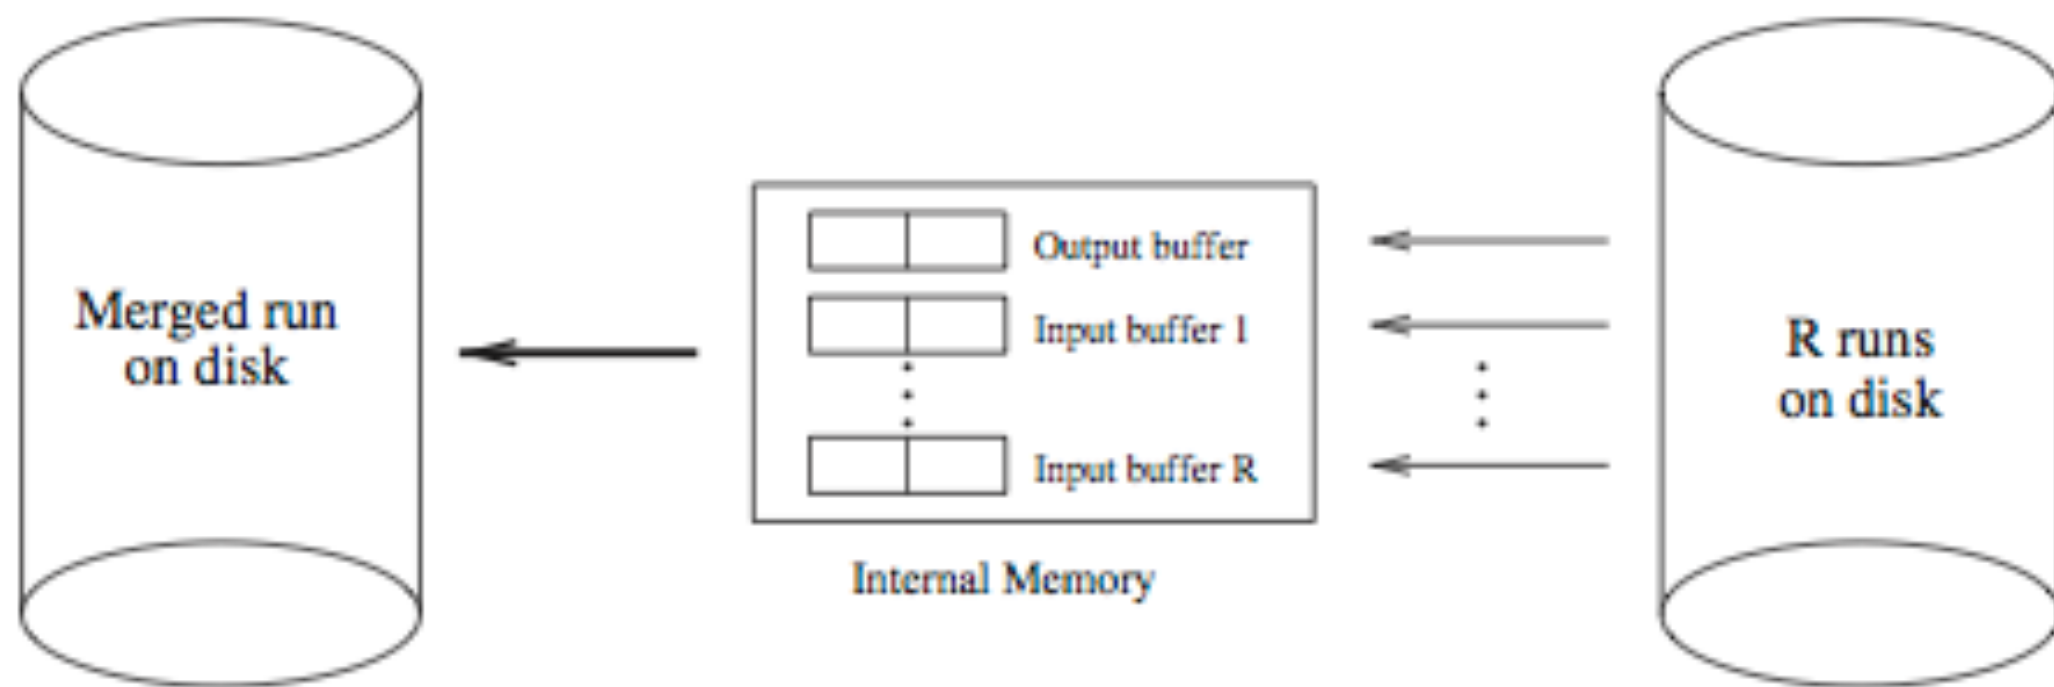 Merged run
on disk
Output buffer
Input buffer 1
Input buffer R
Internal Memory
R runs
on disk